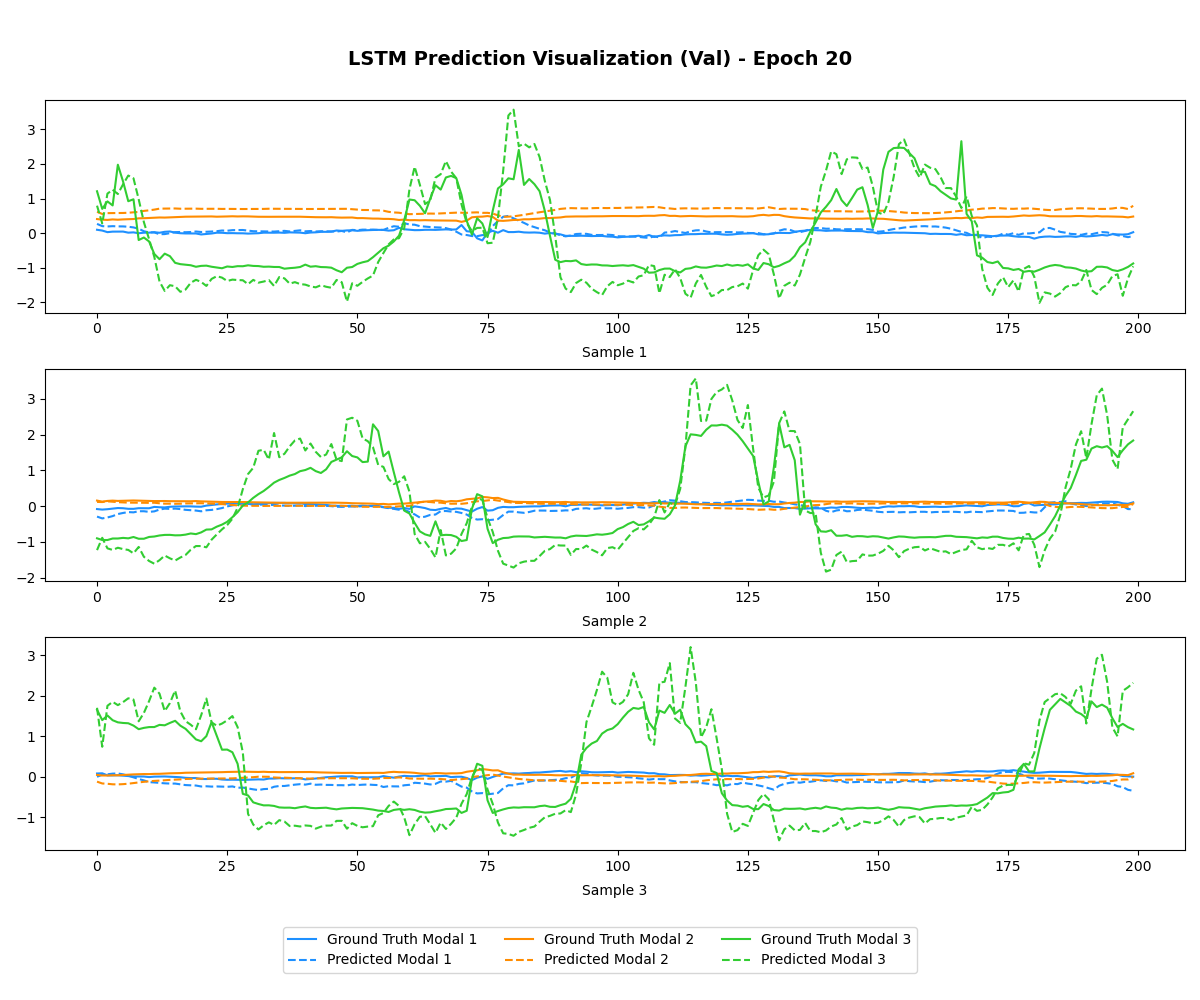 LSTM Prediction Visualization (Val) - Epoch 20
3
2
1
0
−1
−2
0 25 50 75 100 125 150 175 200
Sample 1
3
2
1
0
−1
−2
0 25 50 75 100 125 150 175 200
Sample 2
3
2
1
0
−1
0 25 50 75 100 125 150 175 200
Sample 3
Ground Truth Modal 1 Ground Truth Modal 2 Ground Truth Modal 3
Predicted Modal 1 Predicted Modal 2 Predicted Modal 3